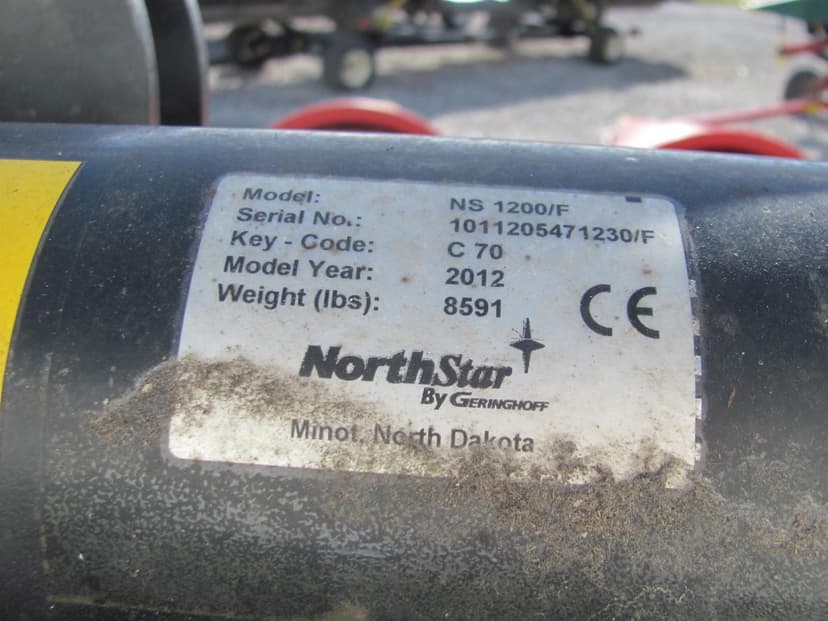 Model: NS 1200/F
Serial No.: 1011205471230/F
Key - Code: C 70
Model Year: 2012
Weight (lbs): 8591
CE
NorthStar
By GERINGHOFF
Minot, North Dakota